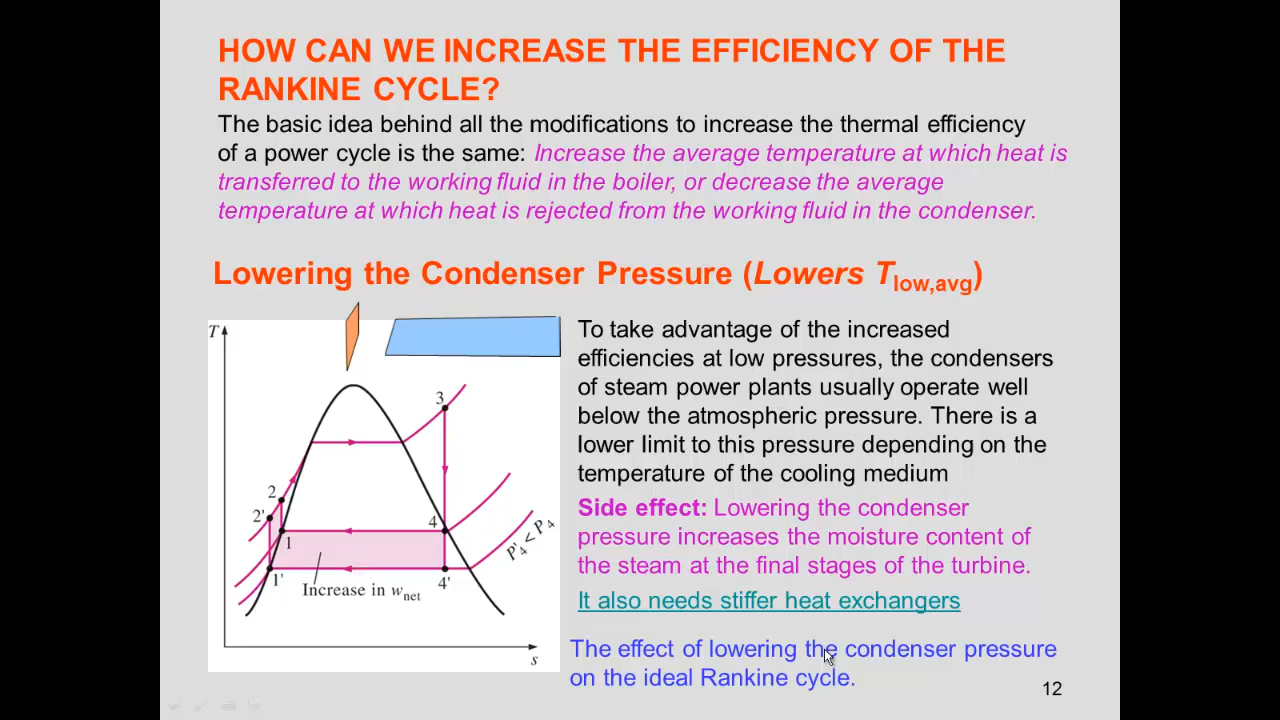 HOW CAN WE INCREASE THE EFFICIENCY OF THE
RANKINE CYCLE?
The basic idea behind all the modifications to increase the thermal efficiency
of a power cycle is the same: Increase the average temperature at which heat is
transferred to the working fluid in the boiler, or decrease the average
temperature at which heat is rejected from the working fluid in the condenser.
Lowering the Condenser Pressure (Lowers Tlow,avg)
T
3
2
2'
4
1
P'4 < P4
1'
4'
Increase in wnet
s
To take advantage of the increased
efficiencies at low pressures, the condensers
of steam power plants usually operate well
below the atmospheric pressure. There is a
lower limit to this pressure depending on the
temperature of the cooling medium
Side effect: Lowering the condenser
pressure increases the moisture content of
the steam at the final stages of the turbine.
It also needs stiffer heat exchangers
The effect of lowering the condenser pressure
on the ideal Rankine cycle.
12